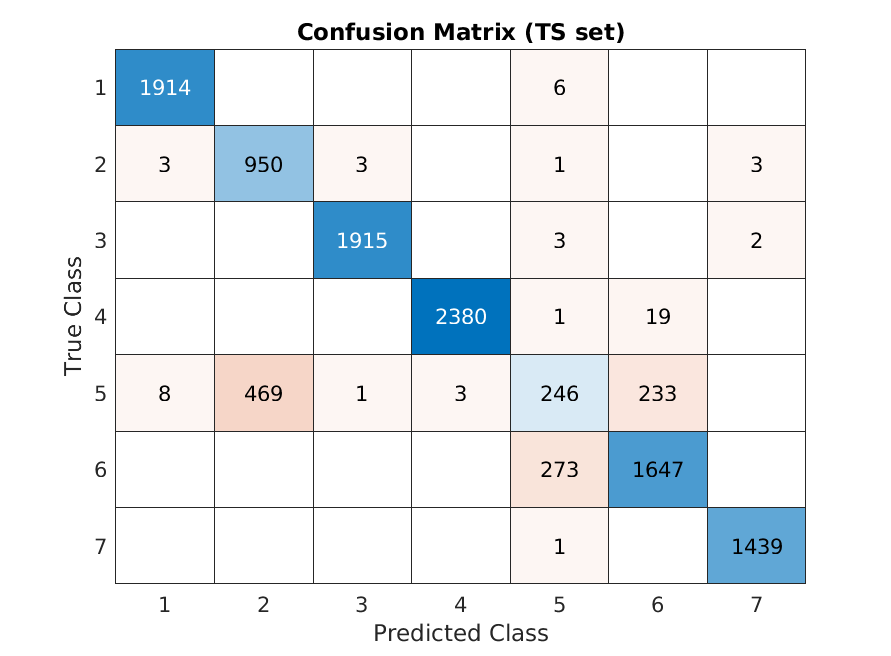 Confusion Matrix (TS set)
1 1914 6
2 3 950 3 1 3
3 1915 3 2
4 2380 1 19
5 8 469 1 3 246 233
6 273 1647
7 1 1439
1 2 3 4 5 6 7
Predicted Class
True Class